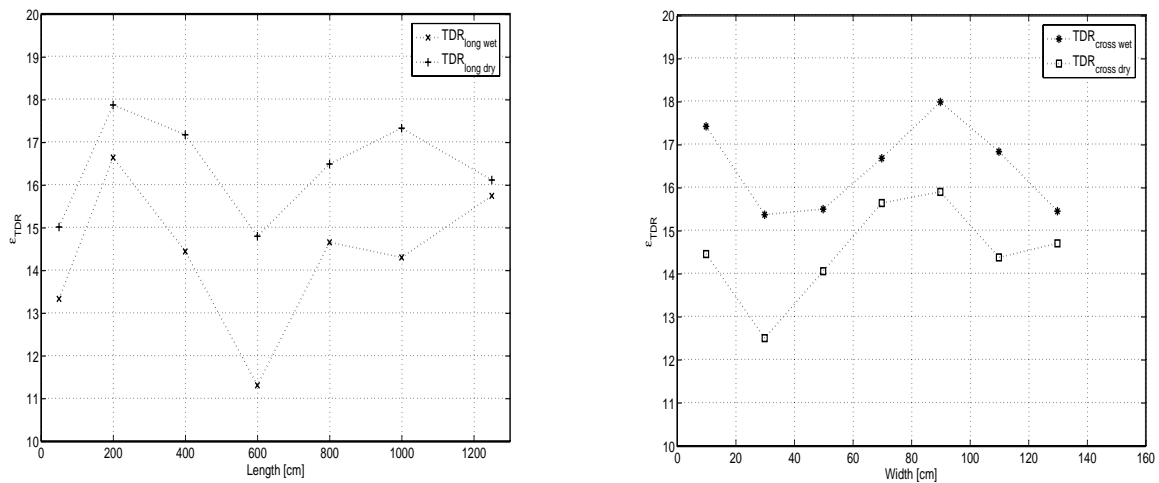 20
19
18
17
16
15
14
13
12
11
10
ε_TDR
0 200 400 600 800 1000 1200
Length [cm]
TDR_long wet
TDR_long dry
20
19
18
17
16
15
14
13
12
11
10
ε_TDR
0 20 40 60 80 100 120 140 160
Width [cm]
TDR_cross wet
TDR_cross dry